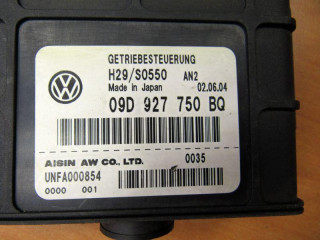 GETRIEBESTEUERUNG
H29/S0550 AN2
Made in Japan 02.06.04
09D 927 750 BQ
AISIN AW CO., LTD. 0035
UNFA000854
0000 001